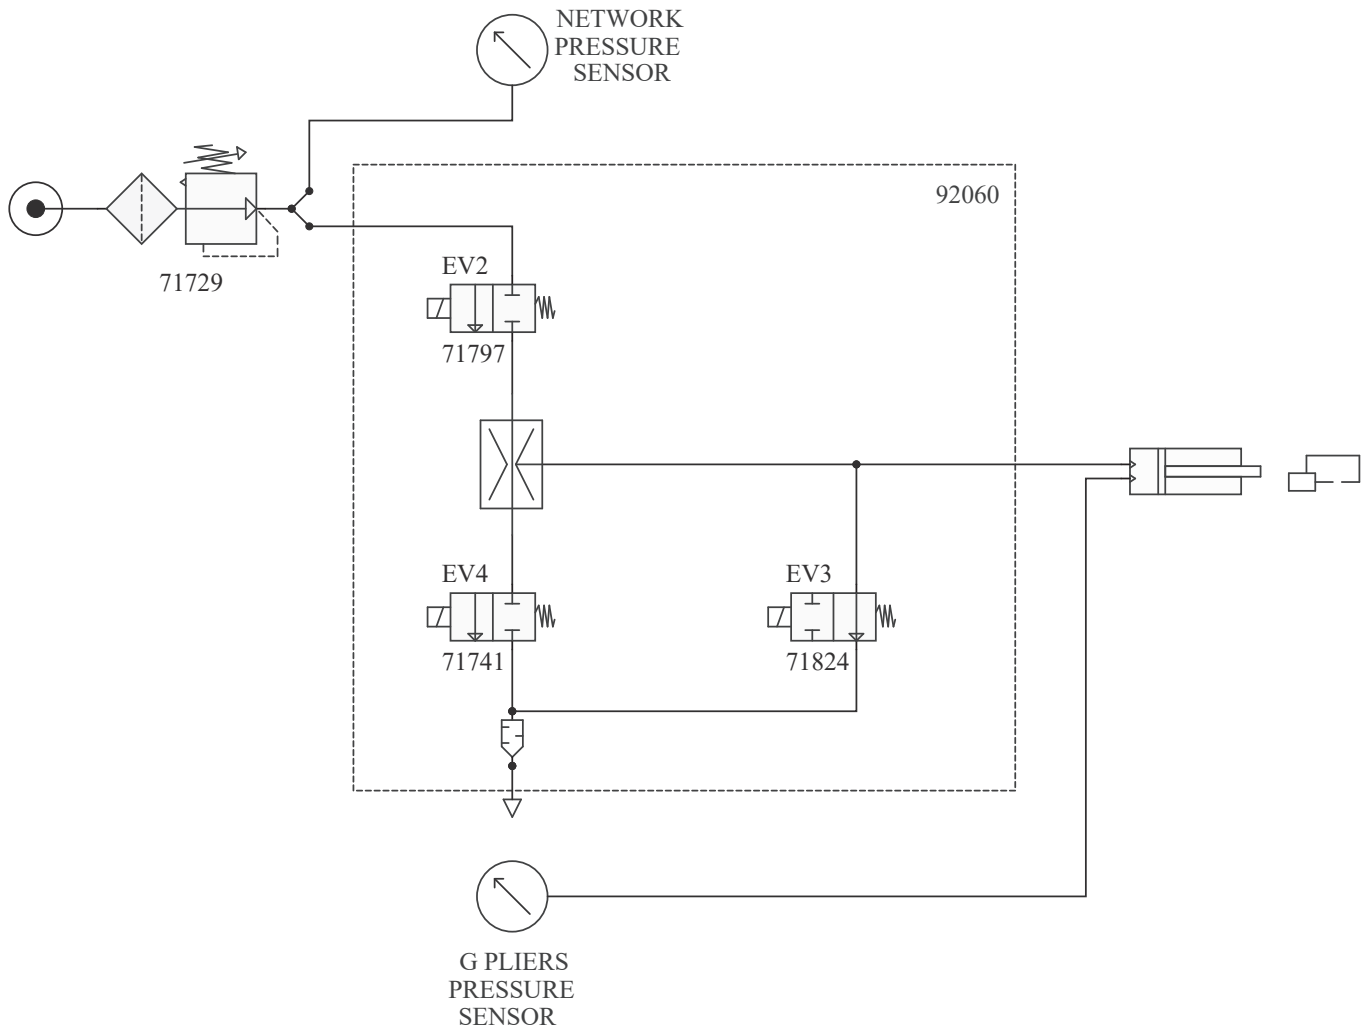 NETWORK
PRESSURE
SENSOR
92060
71729
EV2
71797
EV4
71741
EV3
71824
G PLIERS
PRESSURE
SENSOR